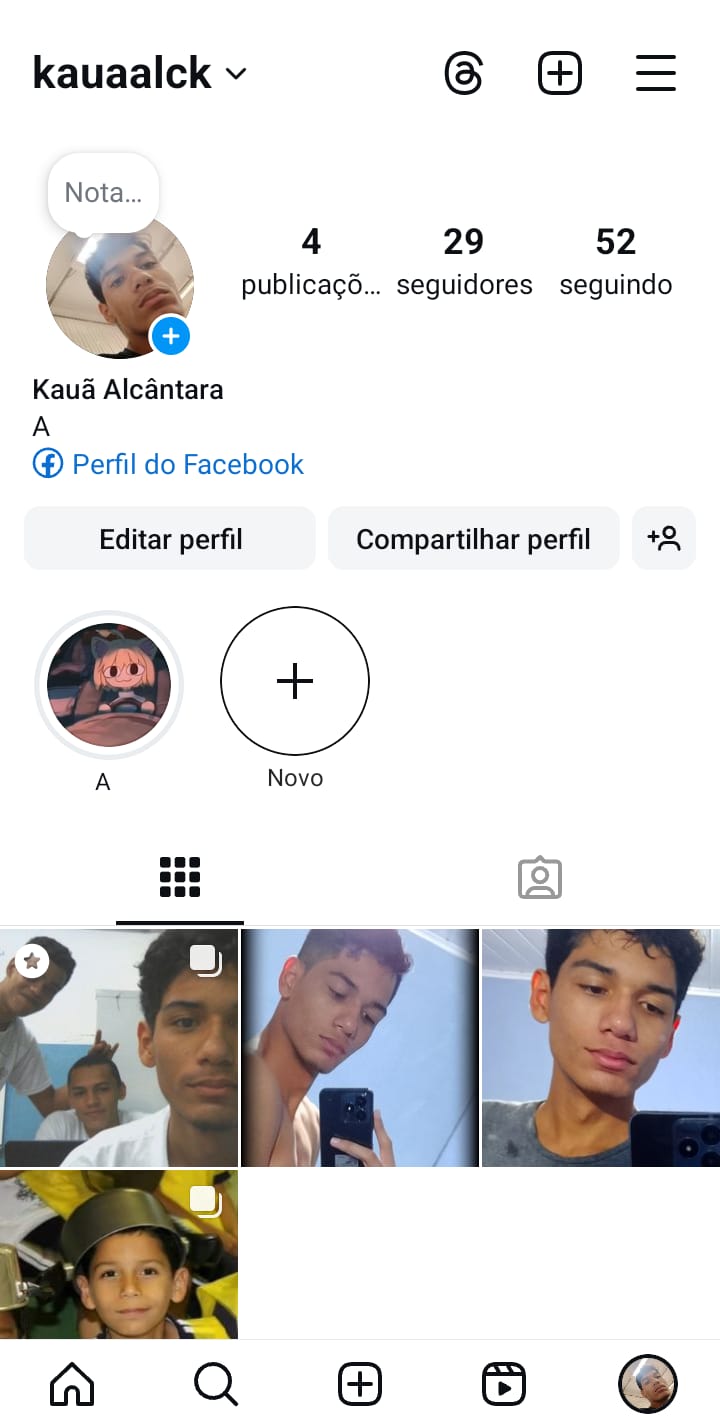 kauaalck
Nota...
4 29 52
publicaçõ... seguidores seguindo
Kauã Alcântara
A
Perfil do Facebook
Editar perfil Compartilhar perfil
A Novo